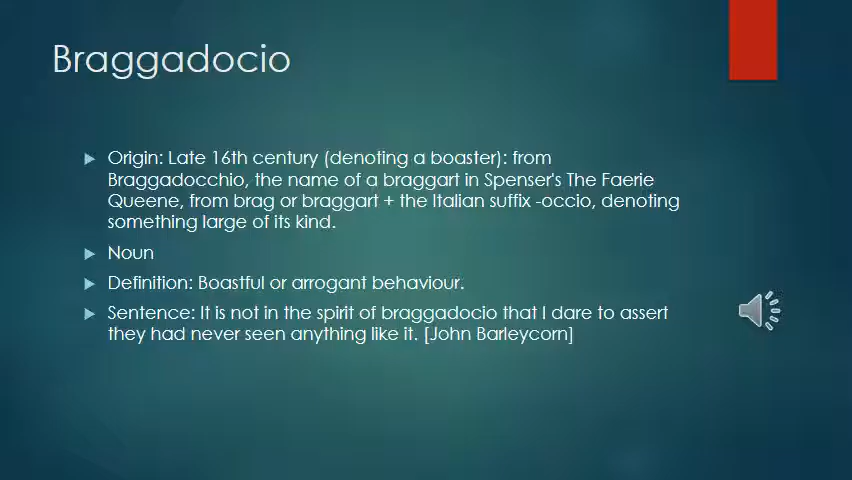 Braggadocio
Origin: Late 16th century (denoting a boaster): from
Braggadocchio, the name of a braggart in Spenser's The Faerie
Queene, from brag or braggart + the Italian suffix -occio, denoting
something large of its kind.
Noun
Definition: Boastful or arrogant behaviour.
Sentence: It is not in the spirit of braggadocio that I dare to assert
they had never seen anything like it. [John Barleycorn]